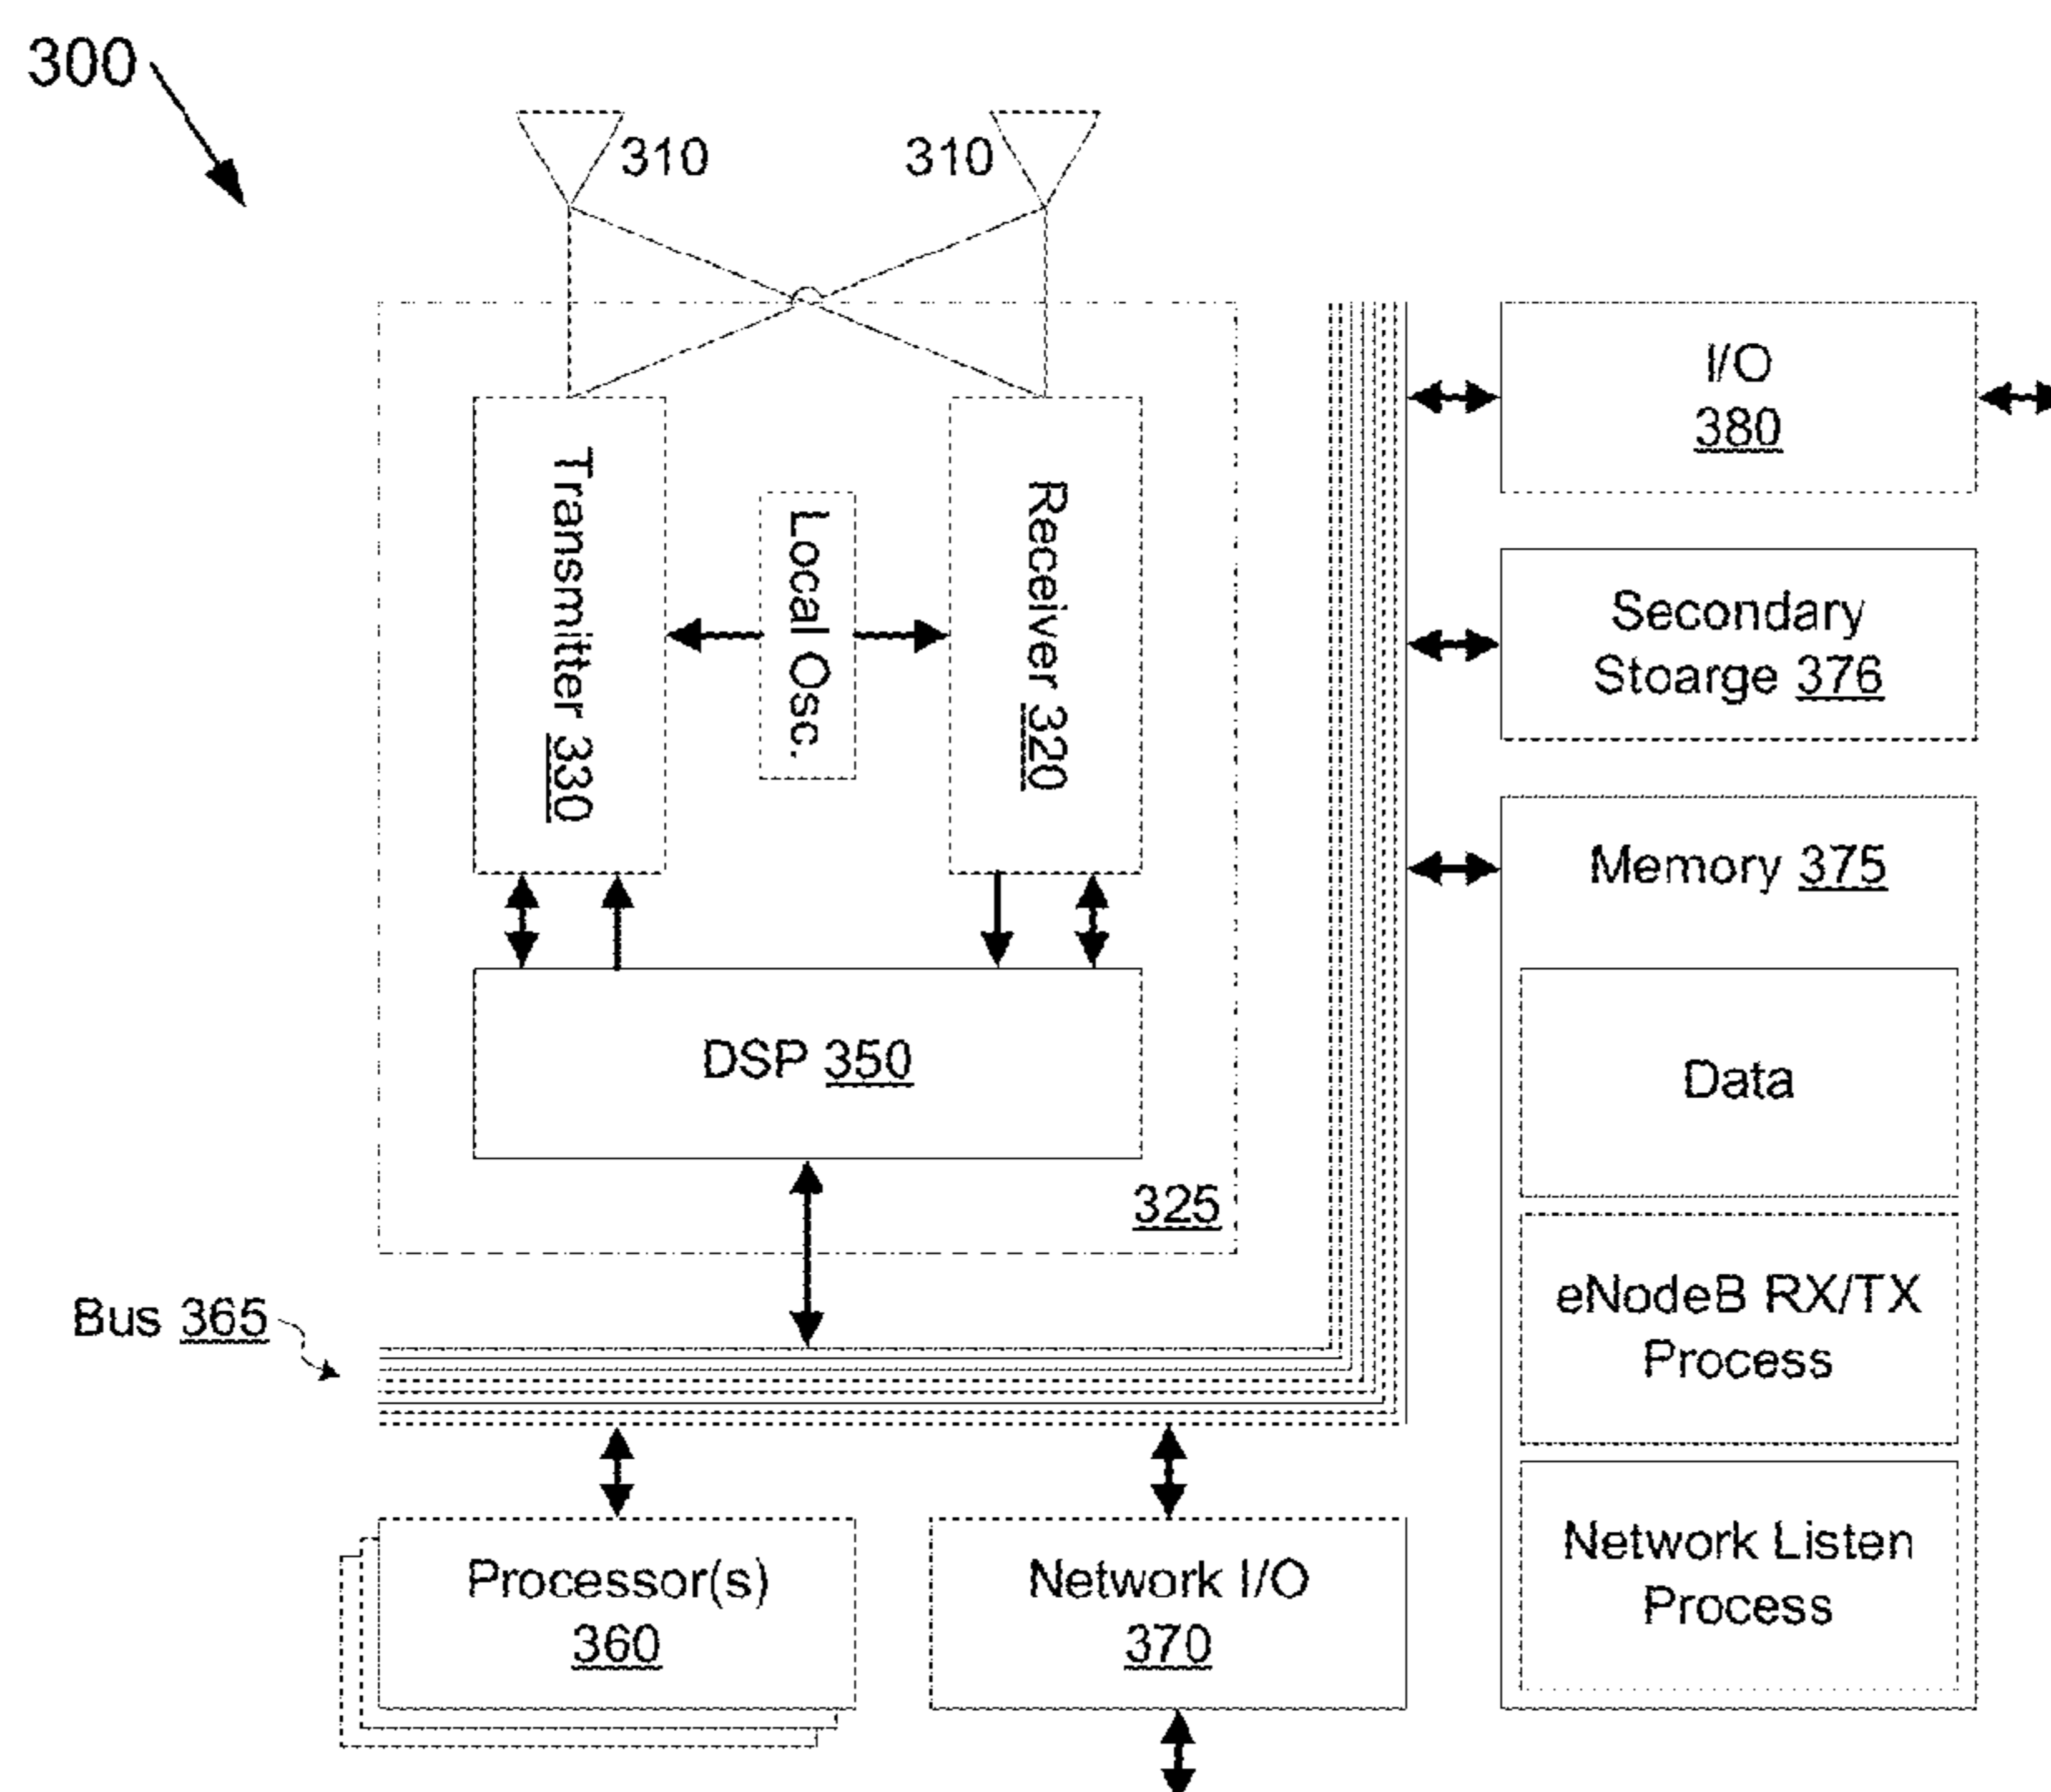 300
310
310
Transmitter 330
Local Osc.
Receiver 320
DSP 350
325
Bus 365
Processor(s)
360
Network I/O
370
I/O
380
Secondary
Stoarge 376
Memory 375
Data
eNodeB RX/TX
Process
Network Listen
Process